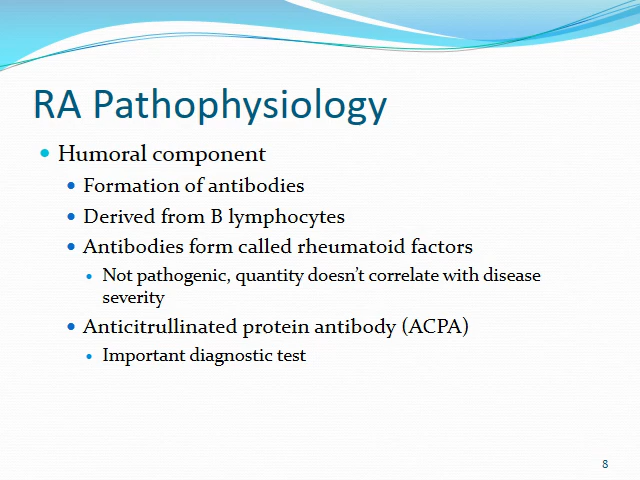 RA Pathophysiology
Humoral component
Formation of antibodies
Derived from B lymphocytes
Antibodies form called rheumatoid factors
Not pathogenic, quantity doesn’t correlate with disease
severity
Anticitrullinated protein antibody (ACPA)
Important diagnostic test
8